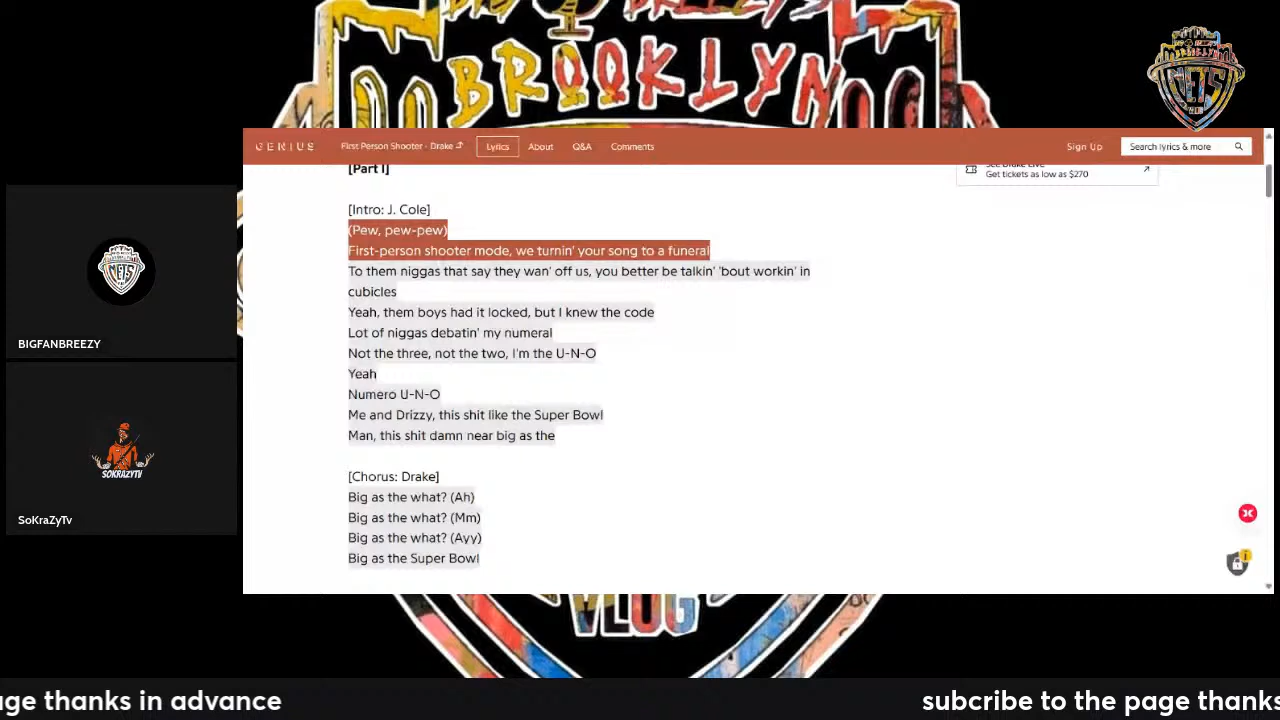 BROOKLYN
BIGFANBREEZY
SOKRAZYTV
SoKraZyTv
GENIUS
First Person Shooter - Drake
Lyrics
About
Q&A
Comments
Sign Up
Search lyrics & more
[Part I]
See Drake Live
Get tickets as low as $270
[Intro: J. Cole]
(Pew, pew-pew)
First-person shooter mode, we turnin' your song to a funeral
To them niggas that say they wan' off us, you better be talkin' 'bout workin' in
cubicles
Yeah, them boys had it locked, but I knew the code
Lot of niggas debatin' my numeral
Not the three, not the two, I'm the U-N-O
Yeah
Numero U-N-O
Me and Drizzy, this shit like the Super Bowl
Man, this shit damn near big as the
[Chorus: Drake]
Big as the what? (Ah)
Big as the what? (Mm)
Big as the what? (Ayy)
Big as the Super Bowl
VLOG
age thanks in advance
subcribe to the page thanks